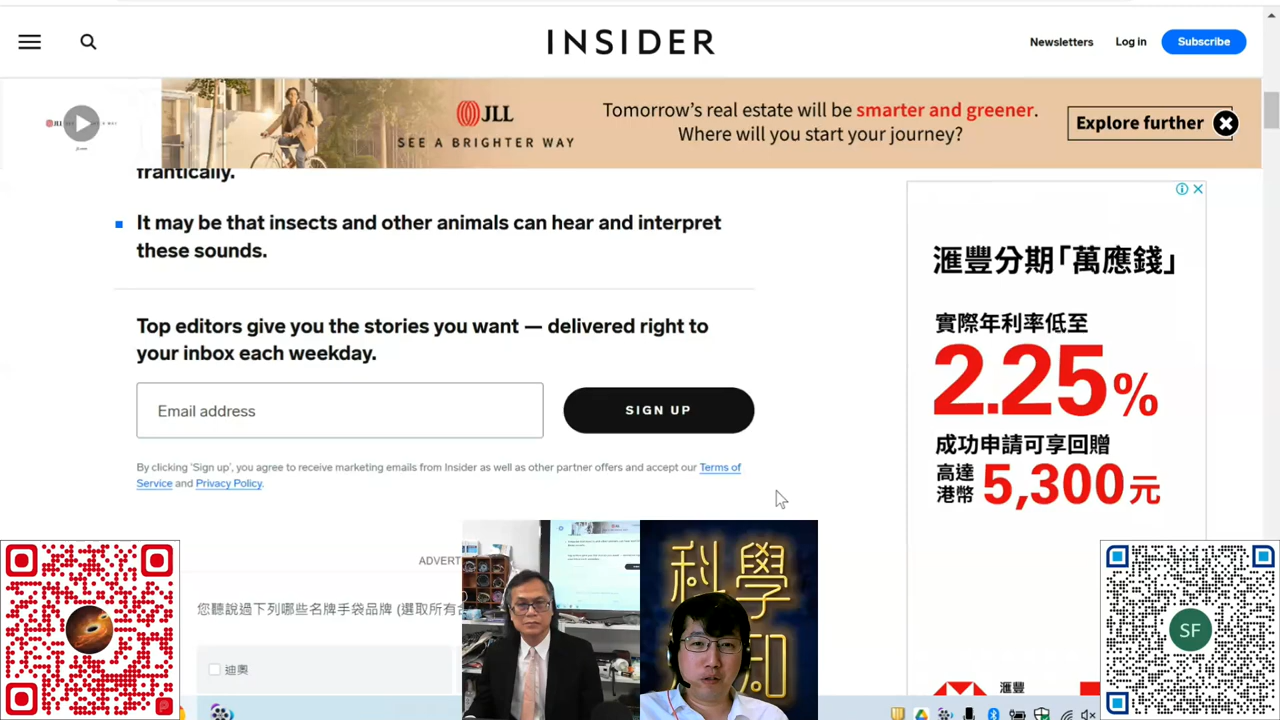 INSIDER
Newsletters
Log in
Subscribe
JLL
SEE A BRIGHTER WAY
Tomorrow's real estate will be smarter and greener.
Where will you start your journey?
Explore further
frantically.
It may be that insects and other animals can hear and interpret
these sounds.
Top editors give you the stories you want — delivered right to
your inbox each weekday.
Email address
SIGN UP
By clicking 'Sign up', you agree to receive marketing emails from Insider as well as other partner offers and accept our Terms of
Service and Privacy Policy.
滙豐分期「萬應錢」
實際年利率低至
2.25%
成功申請可享回贈
高達
港幣 5,300元
滙豐
ADVERT
您聽說過下列哪些名牌手袋品牌 (選取所有
迪奧
科學
知
SF